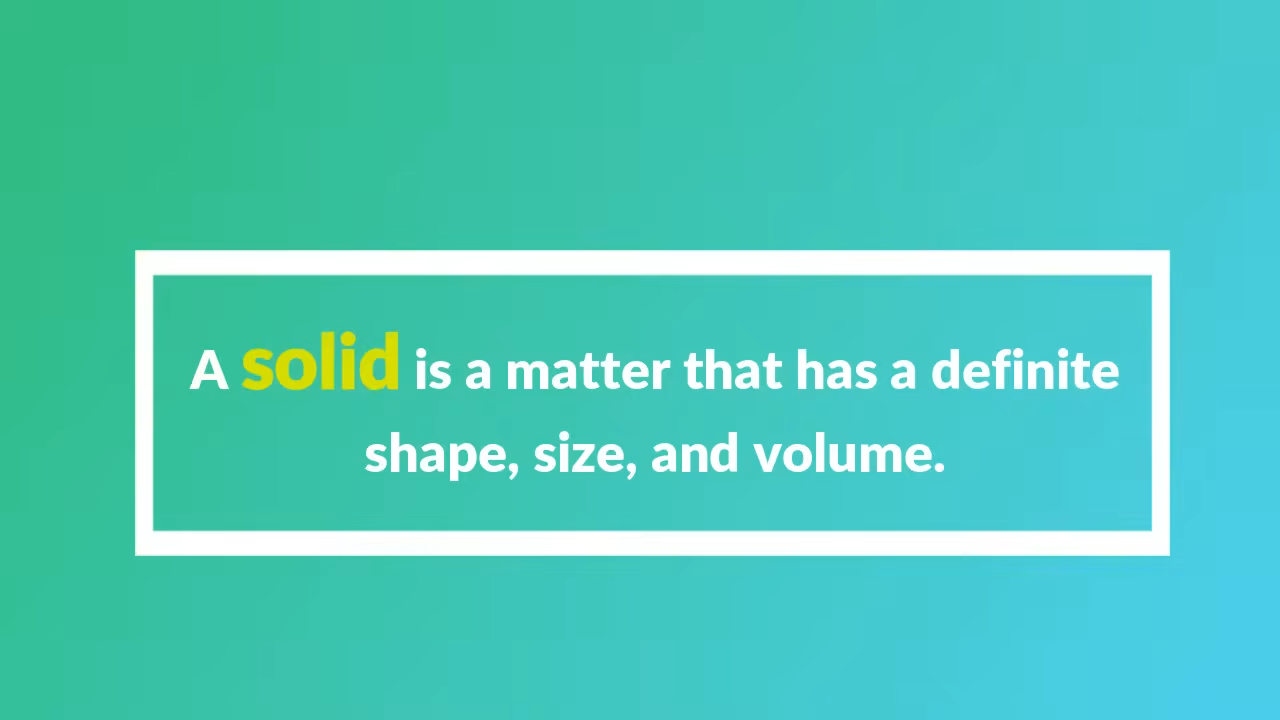 A solid is a matter that has a definite
shape, size, and volume.